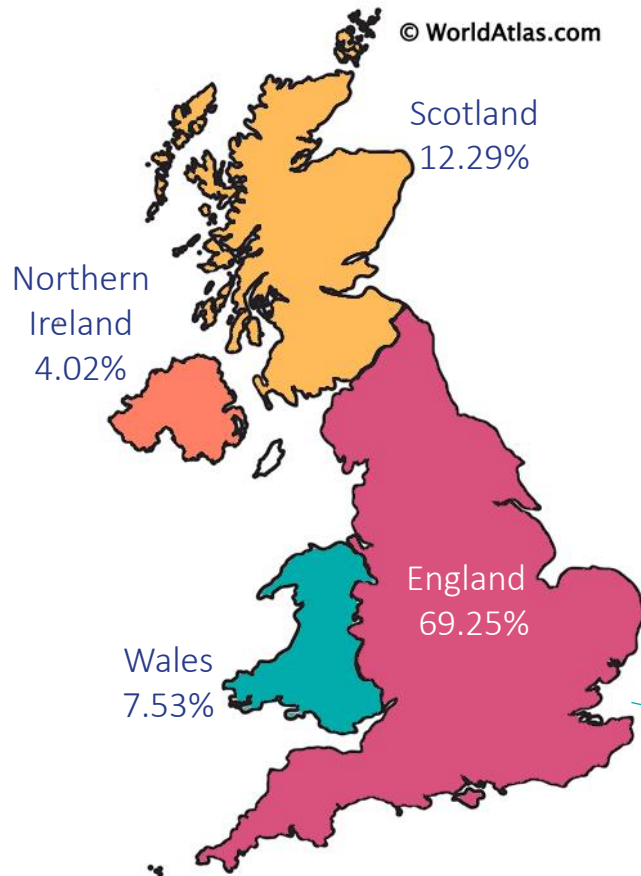 © WorldAtlas.com
Scotland
12.29%
Northern
Ireland
4.02%
England
69.25%
Wales
7.53%